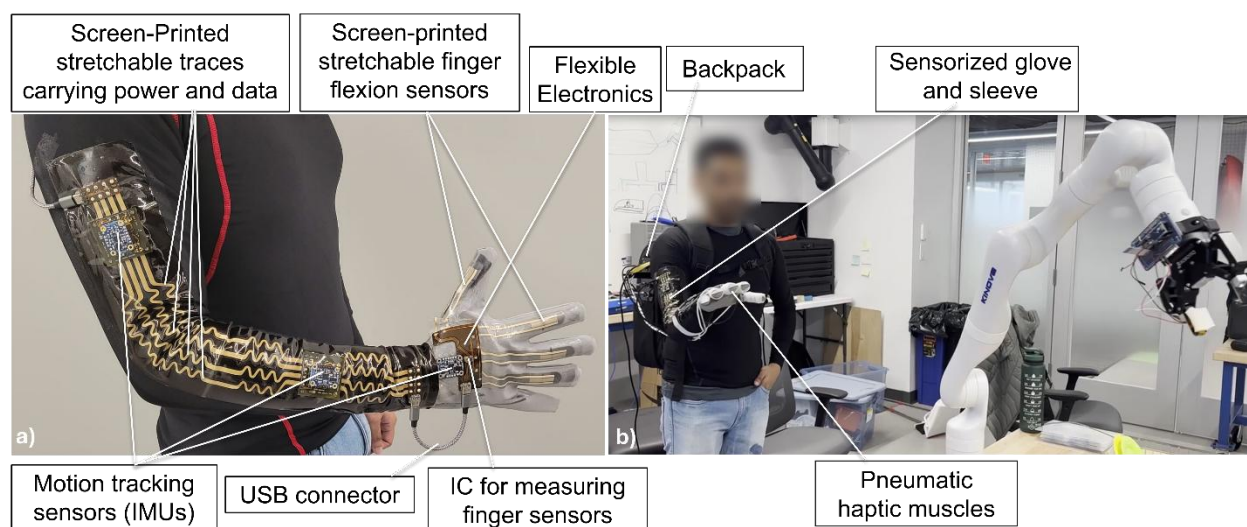 Screen-Printed
stretchable traces
carrying power and data
Screen-printed
stretchable finger
flexion sensors
Flexible
Electronics
Backpack
Sensorized glove
and sleeve
KINOVA
a)
b)
Motion tracking
sensors (IMUs)
USB connector
IC for measuring
finger sensors
Pneumatic
haptic muscles